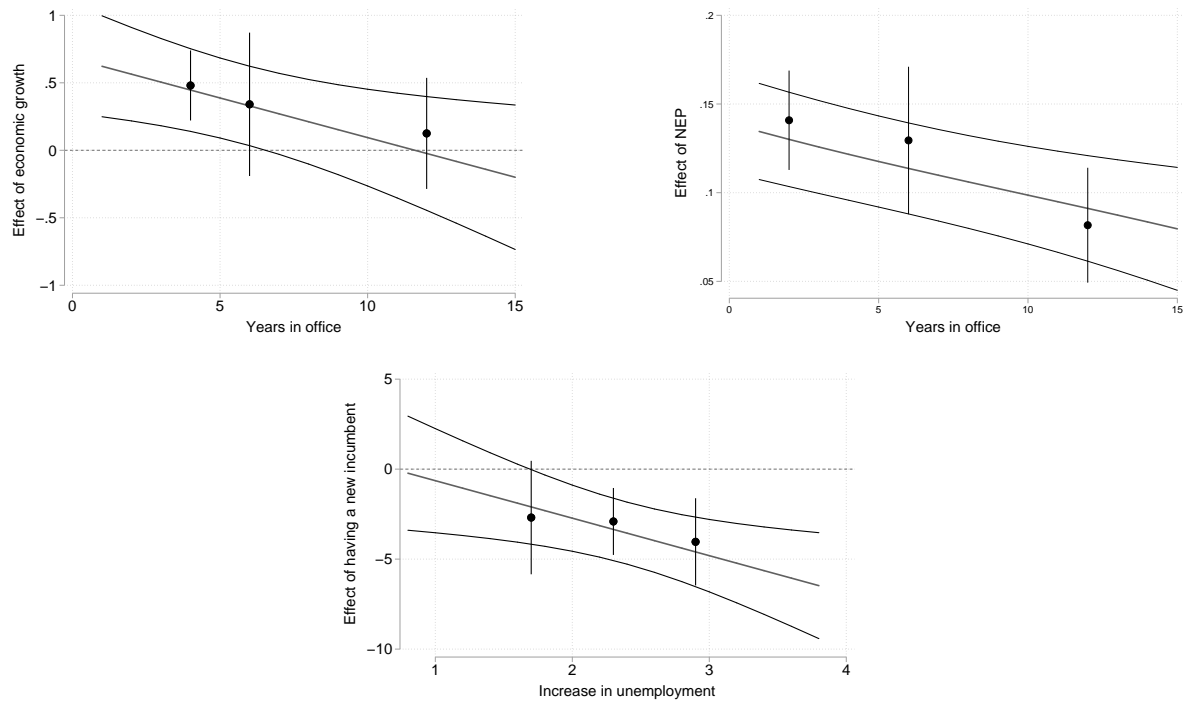 Effect of economic growth
1
.5
0
−.5
−1
0 5 10 15
Years in office
Effect of NEP
.2
.15
.1
.05
0 5 10 15
Years in office
Effect of having a new incumbent
5
0
−5
−10
1 2 3 4
Increase in unemployment